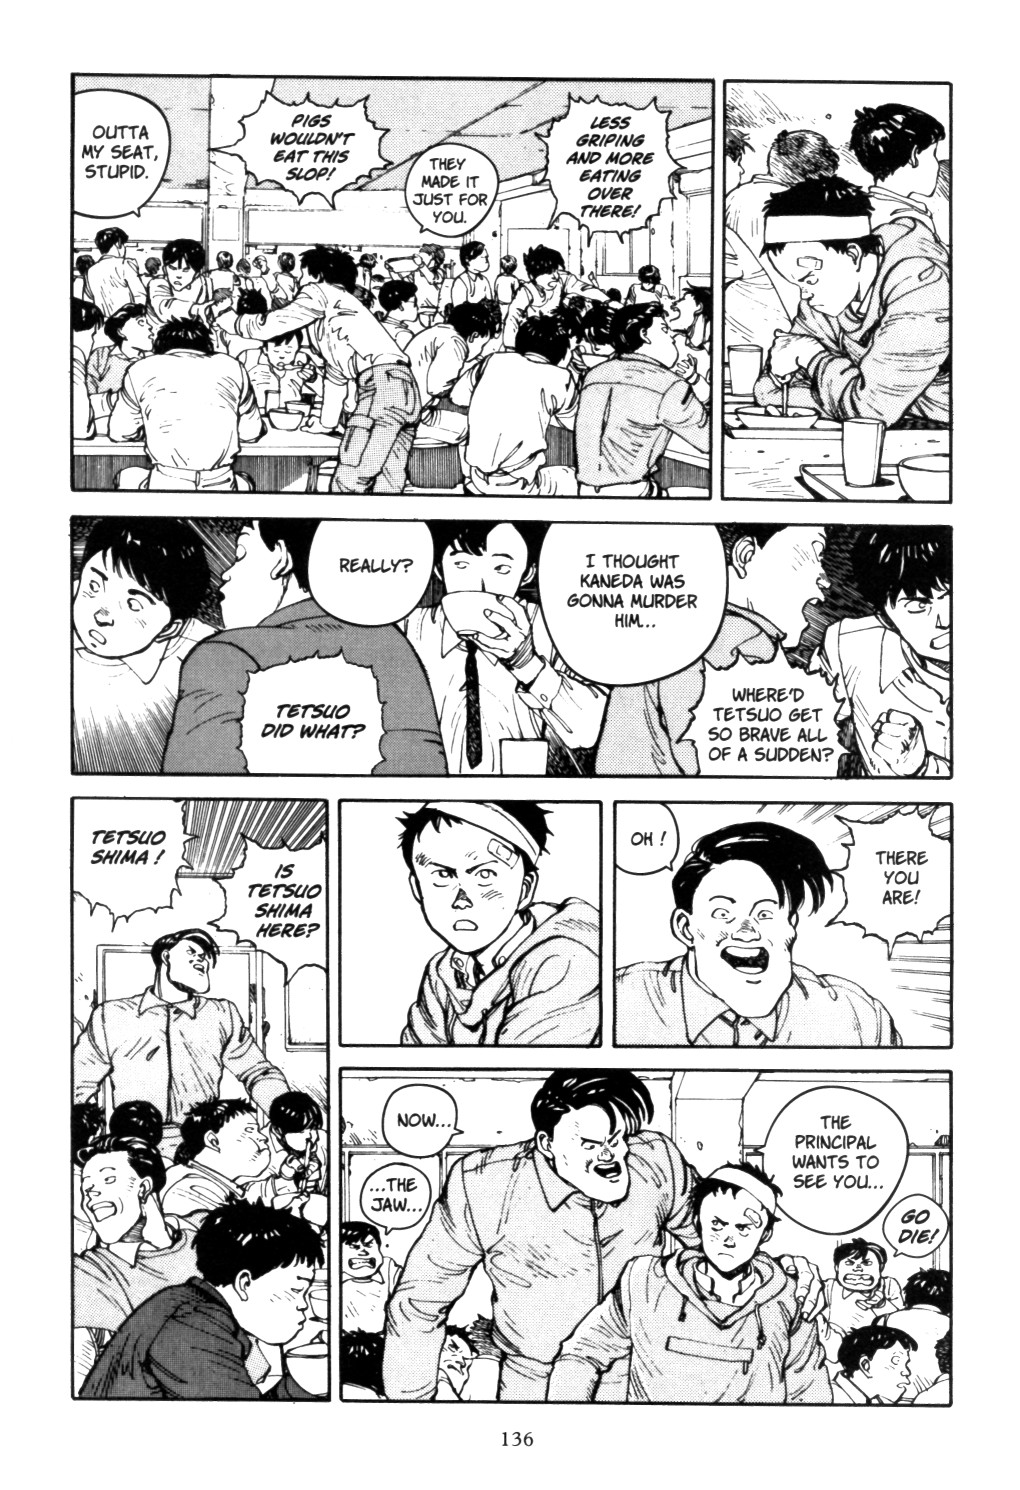 OUTTA
MY SEAT,
STUPID.
PIGS
WOULDN'T
EAT THIS
SLOP!
THEY
MADE IT
JUST FOR
YOU.
LESS
GRIPING
AND MORE
EATING
OVER
THERE!
REALLY?
TETSUO
DID WHAT?
I THOUGHT
KANEDA WAS
GONNA MURDER
HIM...
WHERE'D
TETSUO GET
SO BRAVE ALL
OF A SUDDEN?
TETSUO
SHIMA!
IS
TETSUO
SHIMA
HERE?
OH!
THERE
YOU
ARE!
NOW...
...THE
JAW...
THE
PRINCIPAL
WANTS TO
SEE YOU...
GO
DIE!
136